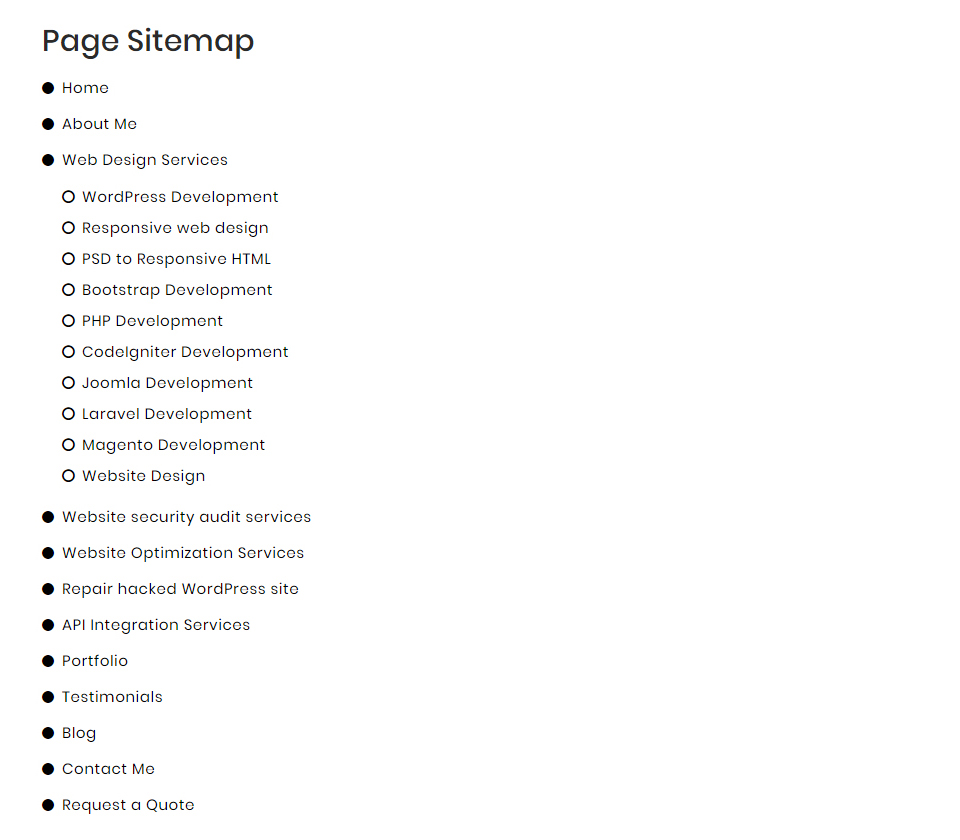 Page Sitemap
Home
About Me
Web Design Services
WordPress Development
Responsive web design
PSD to Responsive HTML
Bootstrap Development
PHP Development
CodeIgniter Development
Joomla Development
Laravel Development
Magento Development
Website Design
Website security audit services
Website Optimization Services
Repair hacked WordPress site
API Integration Services
Portfolio
Testimonials
Blog
Contact Me
Request a Quote